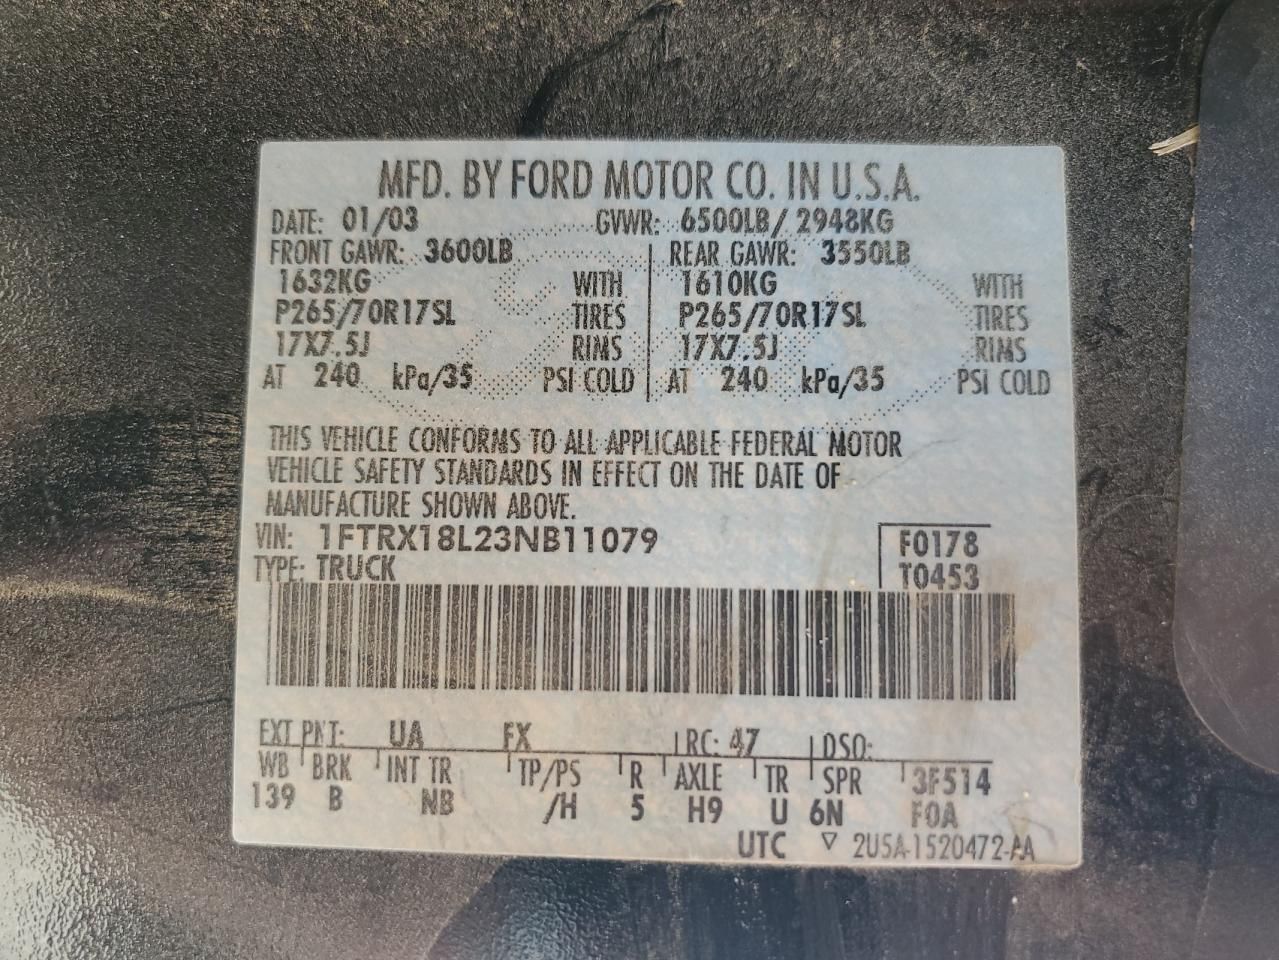 MFD. BY FORD MOTOR CO. IN U.S.A.
DATE: 01/03 GVWR: 6500LB/ 2948KG
FRONT GAWR: 3600LB REAR GAWR: 3550LB
1632KG WITH 1610KG WITH
P265/70R17SL TIRES P265/70R17SL TIRES
17X7.5J RIMS 17X7.5J RIMS
AT 240 kPa/35 PSI COLD AT 240 kPa/35 PSI COLD
THIS VEHICLE CONFORMS TO ALL APPLICABLE FEDERAL MOTOR
VEHICLE SAFETY STANDARDS IN EFFECT ON THE DATE OF
MANUFACTURE SHOWN ABOVE.
VIN: 1FTRX18L23NB11079 F0178
TYPE: TRUCK T0453
EXT PNT: UA FX RC: 47 DSO:
WB BRK INT TR TP/PS R AXLE TR SPR 3F514
139 B NB /H 5 H9 U 6N F0A
UTC ▽ 2U5A-1520472-AA